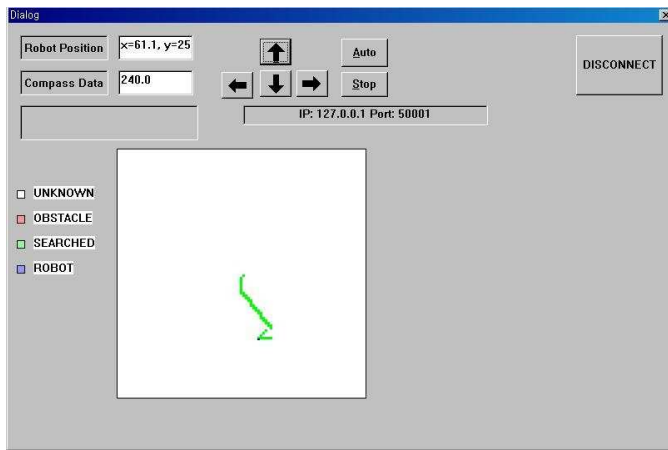 Dialog
Robot Position
x=61.1, y=25
Auto
DISCONNECT
Compass Data
240.0
Stop
IP: 127.0.0.1 Port: 50001
UNKNOWN
OBSTACLE
SEARCHED
ROBOT